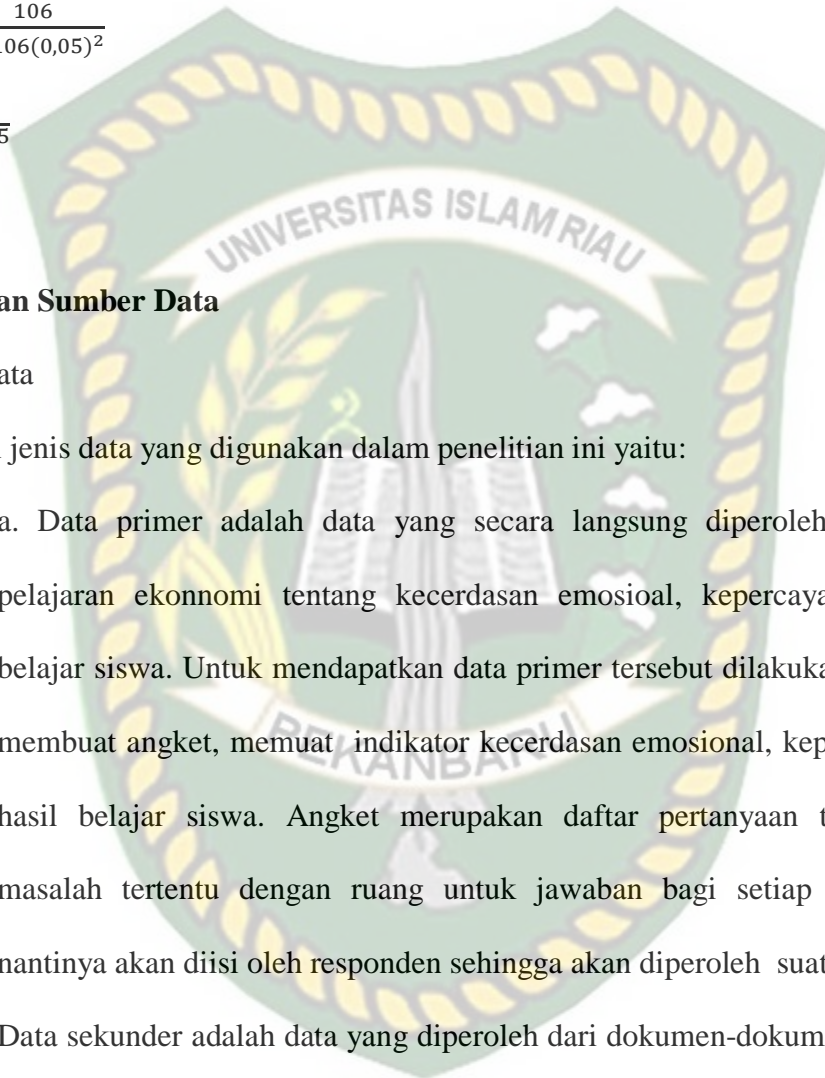 106
06(0,05)²
5
UNIVERSITAS ISLAM RIAU
an Sumber Data
ata
jenis data yang digunakan dalam penelitian ini yaitu:
a. Data primer adalah data yang secara langsung diperoleh
pelajaran ekonnomi tentang kecerdasan emosioal, kepercaya
belajar siswa. Untuk mendapatkan data primer tersebut dilakuka
membuat angket, memuat indikator kecerdasan emosional, kep
hasil belajar siswa. Angket merupakan daftar pertanyaan t
PEKANBARU
masalah tertentu dengan ruang untuk jawaban bagi setiap
nantinya akan diisi oleh responden sehingga akan diperoleh suat
Data sekunder adalah data yang diperoleh dari dokumen-dokum